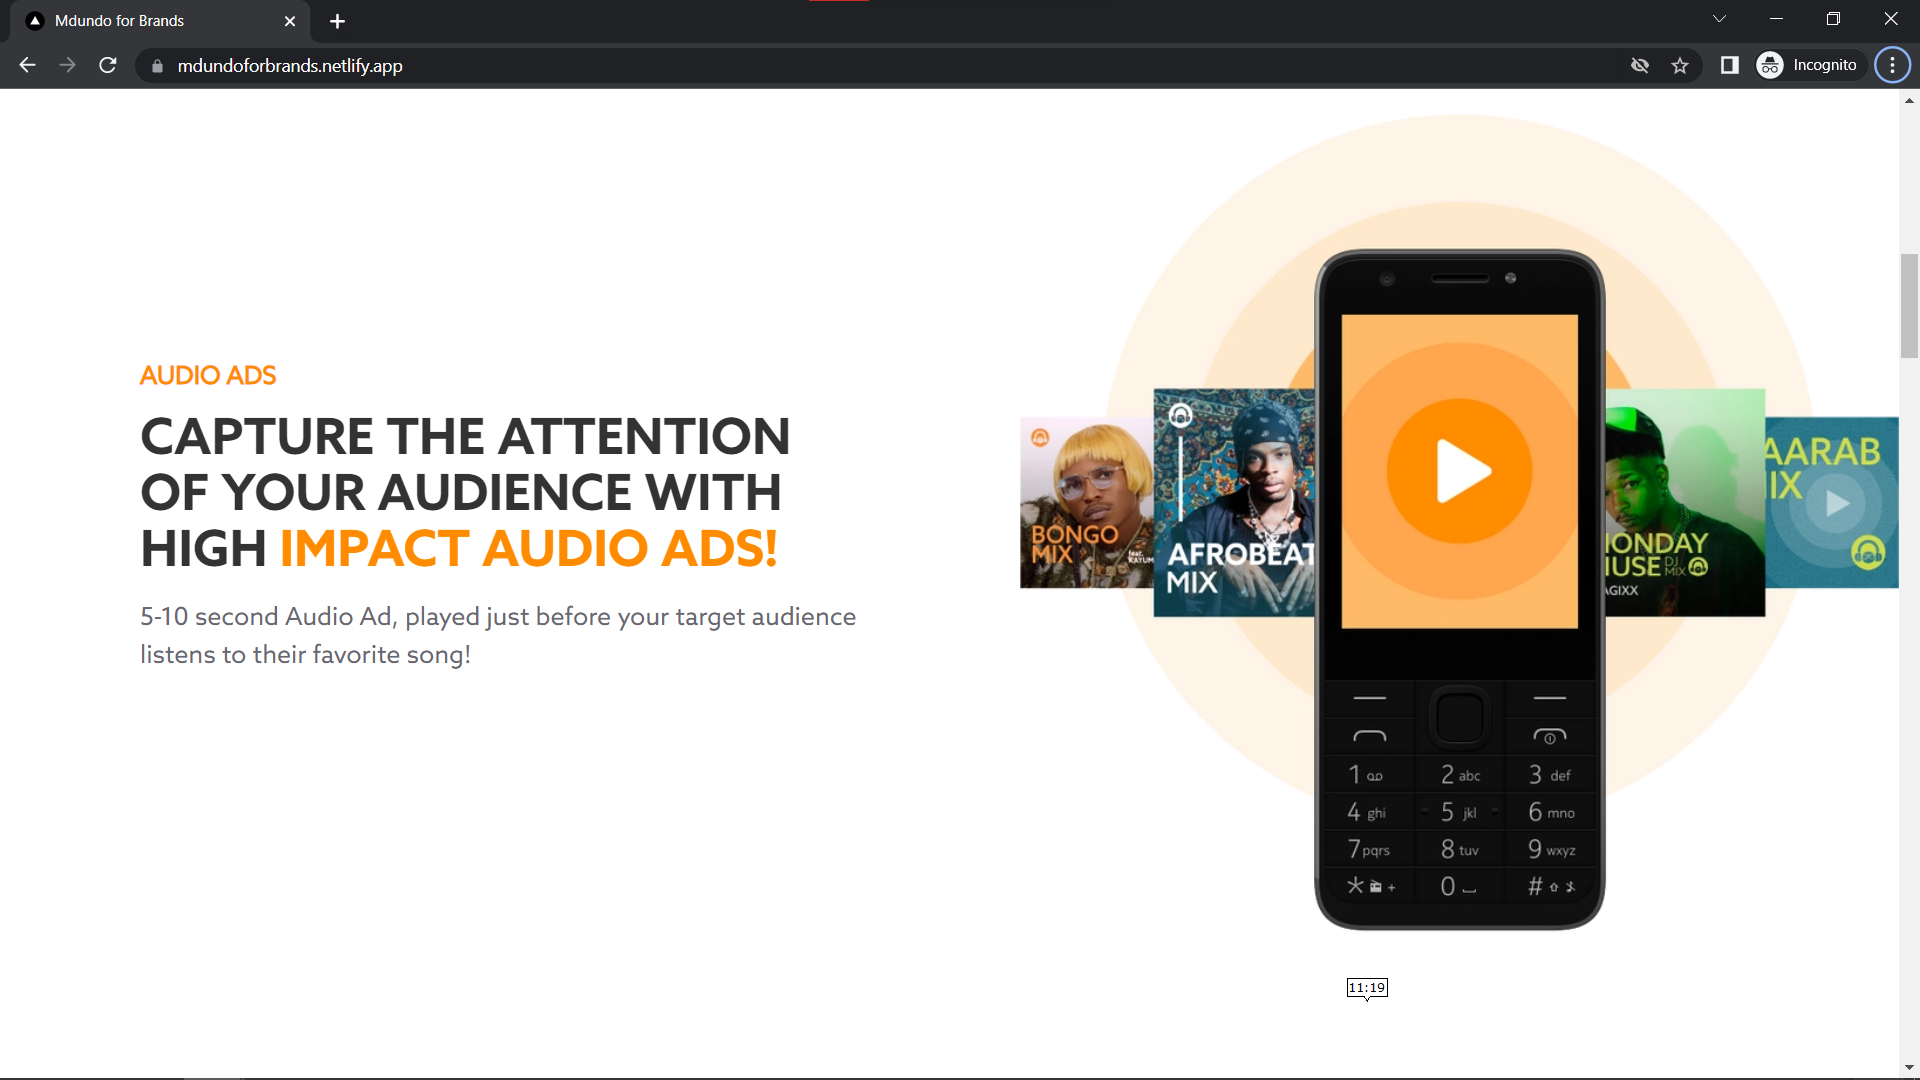 Mdundo for Brands
mdundoforbrands.netlify.app
Incognito
AUDIO ADS
CAPTURE THE ATTENTION
OF YOUR AUDIENCE WITH
HIGH IMPACT AUDIO ADS!
5-10 second Audio Ad, played just before your target audience
listens to their favorite song!
BONGO
MIX
feat.
RAYUM
AFROBEAT
MIX
ONDAY
USE DJ
MIX
AGIXX
AARAB
IX
1
2 abc
3 def
4 ghi
5 jkl
6 mno
7 pqrs
8 tuv
9 wxyz
* +
0
#
11:19